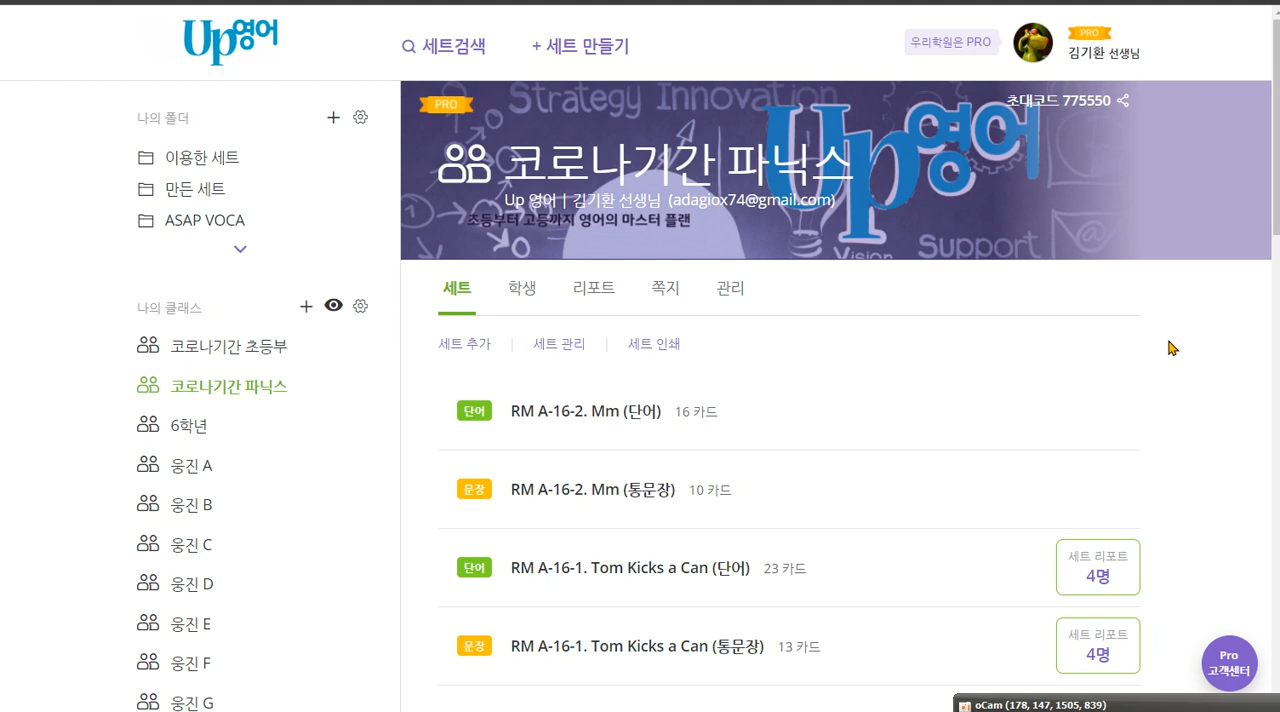 Up영어
세트검색
+ 세트 만들기
우리학원은 PRO
PRO
김기환 선생님
나의 폴더
이용한 세트
만든 세트
ASAP VOCA
나의 클래스
코로나기간 초등부
코로나기간 파닉스
6학년
웅진 A
웅진 B
웅진 C
웅진 D
웅진 E
웅진 F
웅진 G
PRO
Strategy Innovation
초대코드 775550
코로나기간 파닉스
Up영어
Up 영어 | 김기환 선생님 (adagiox74@gmail.com)
초등부터 고등까지 영어의 마스터 플랜
Vision
Support
세트 학생 리포트 쪽지 관리
세트 추가 | 세트 관리 | 세트 인쇄
단어 RM A-16-2. Mm (단어) 16 카드
문장 RM A-16-2. Mm (통문장) 10 카드
단어 RM A-16-1. Tom Kicks a Can (단어) 23 카드
세트 리포트
4명
문장 RM A-16-1. Tom Kicks a Can (통문장) 13 카드
세트 리포트
4명
Pro
고객센터
oCam (178, 147, 1505, 839)